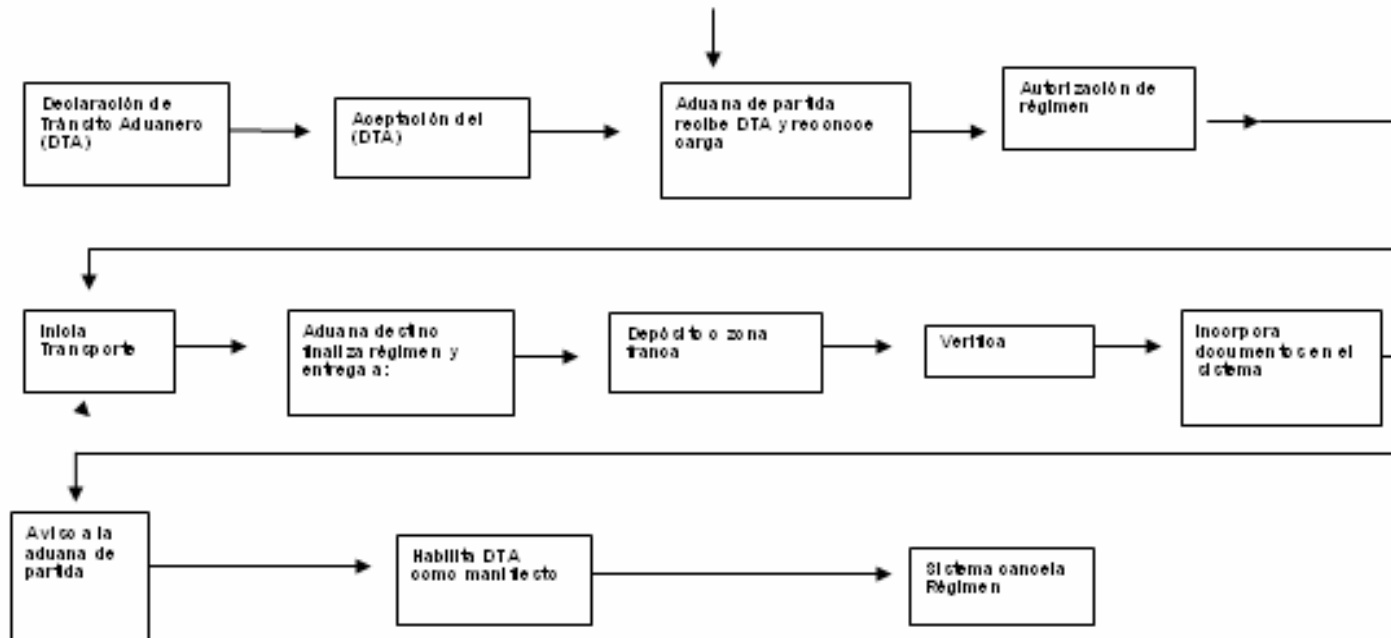 Declaración de
Tránsito Aduanero
(DTA)
Aceptación del
(DTA)
Aduana de partida
recibe DTA y reconoce
carga
Autorización de
régimen
Inicia
Transporte
Aduana destino
finaliza régimen y
entrega a:
Depósito o zona
franca
Verifica
Incorpora
documentos en el
sistema
Aviso a la
aduana de
partida
Habilita DTA
como manifiesto
Sistema cancela
Régimen